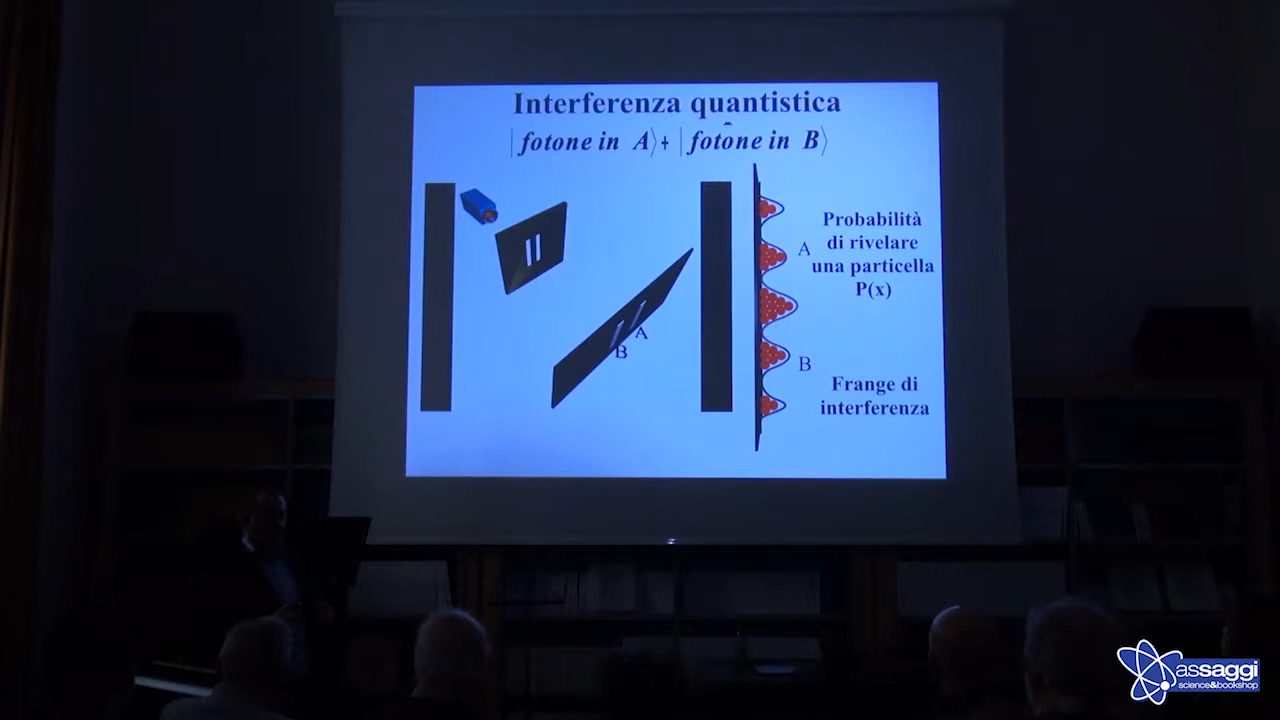 Interferenza quantistica
| fotone in A⟩+ | fotone in B⟩
Probabilità
di rivelare
una particella
P(x)
A
B
A
B
Frange di
interferenza
asSAGGI
science&bookshop